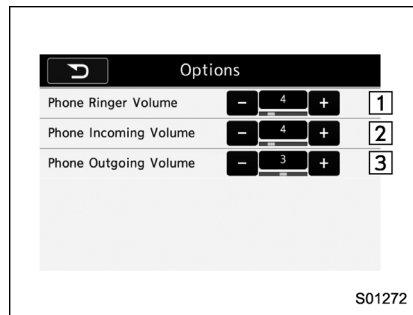 Options
Phone Ringer Volume - 4 + 1
Phone Incoming Volume - 4 + 2
Phone Outgoing Volume - 3 + 3
S01272